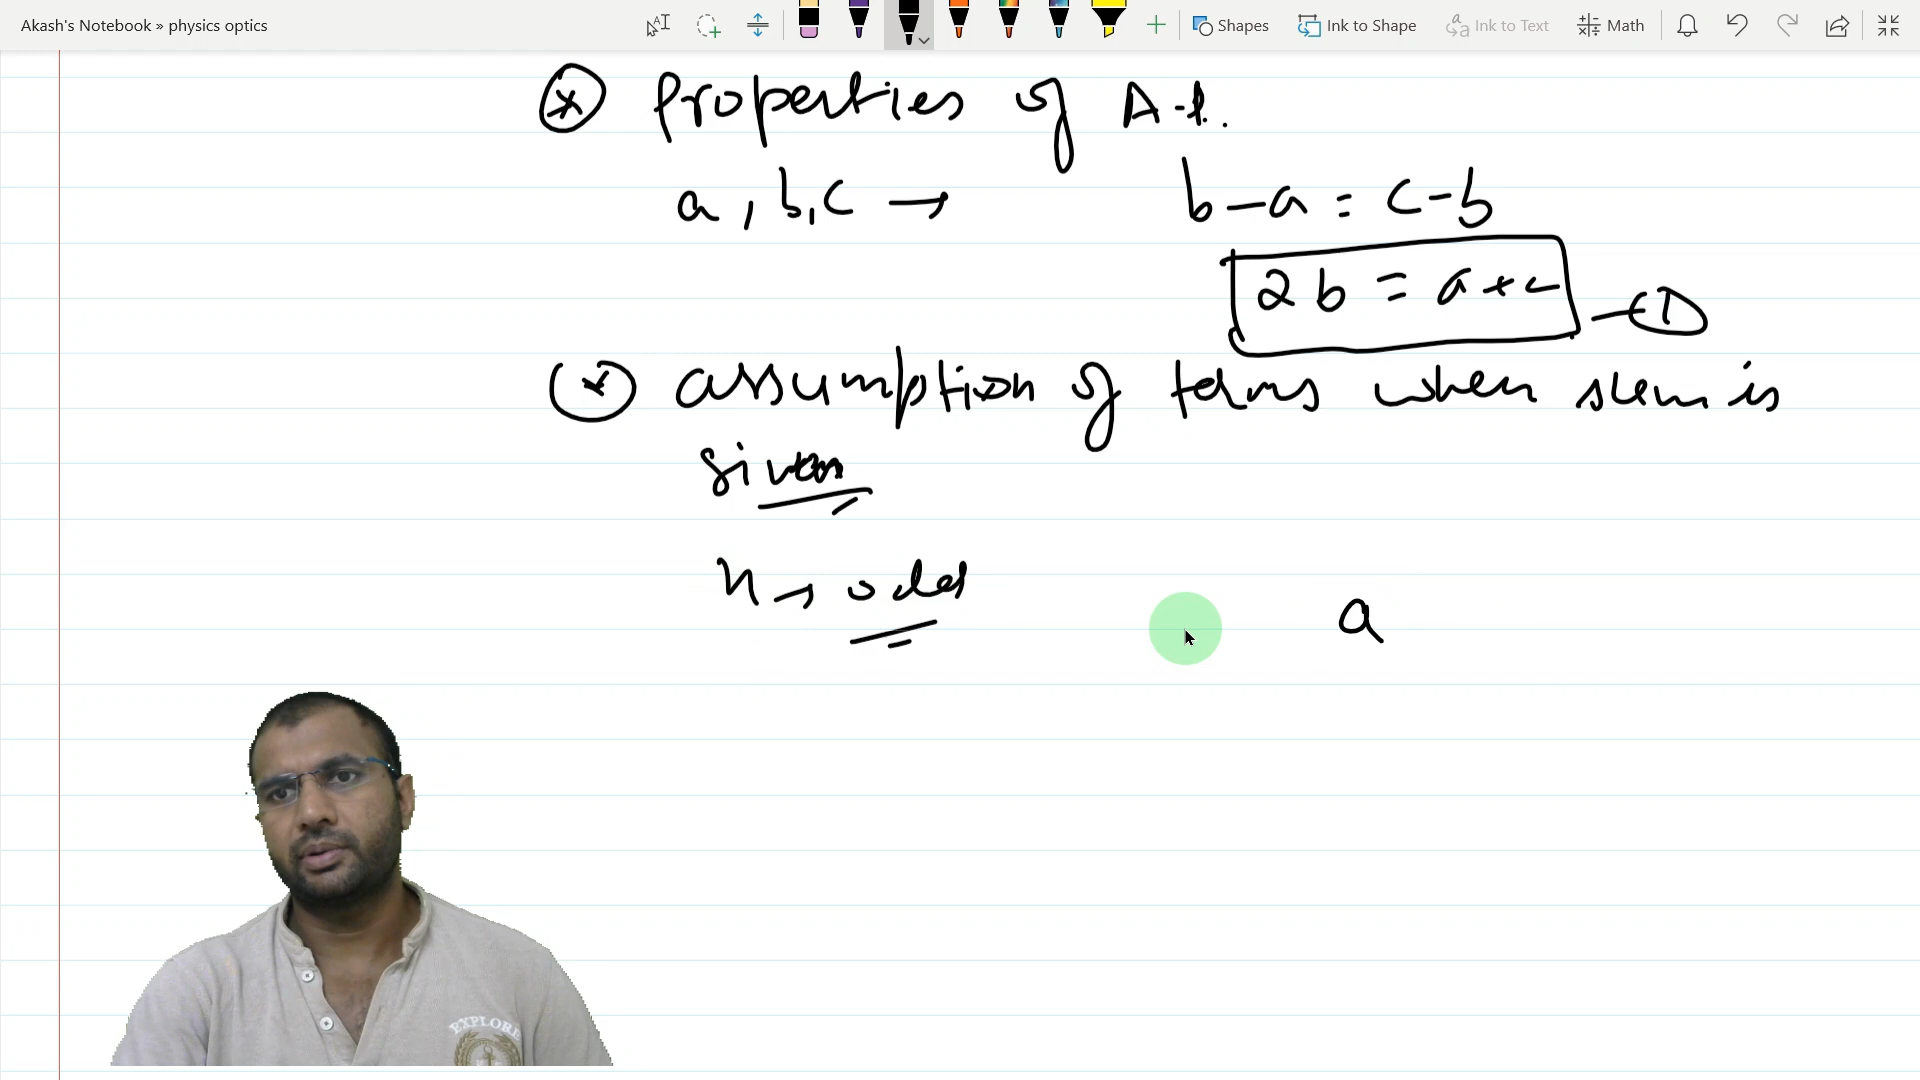 Akash's Notebook » physics optics
Shapes
Ink to Shape
Ink to Text
Math
Properties of A.P.
a, b, c → b-a = c-b
2b = a+c —①
assumption of terms when sum is
given
n → odd
a
EXPLORE